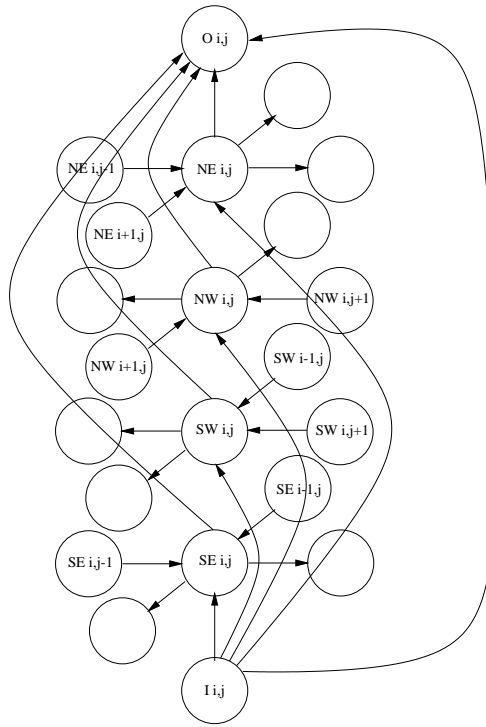 O i,j
NE i,j-1
NE i,j
NE i+1,j
NW i,j
NW i,j+1
NW i+1,j
SW i-1,j
SW i,j
SW i,j+1
SE i-1,j
SE i,j-1
SE i,j
I i,j